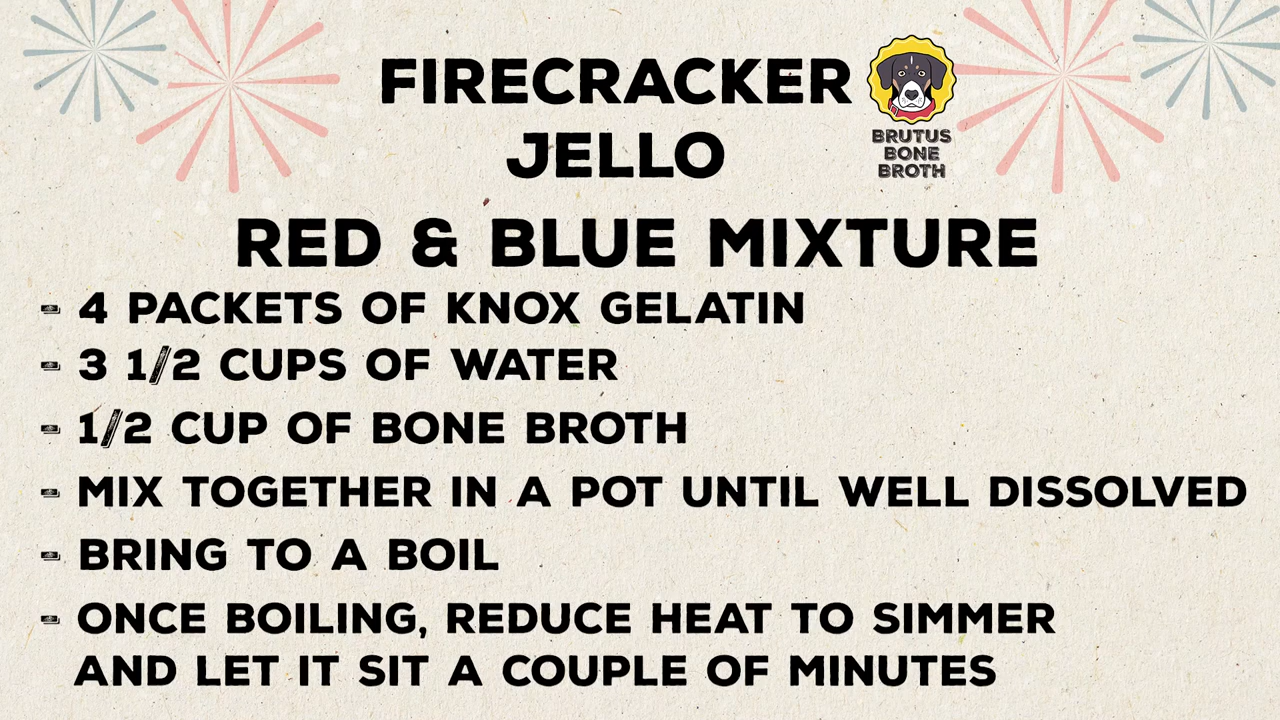 FIRECRACKER
JELLO
BRUTUS
BONE
BROTH
RED & BLUE MIXTURE
- 4 PACKETS OF KNOX GELATIN
- 3 1/2 CUPS OF WATER
- 1/2 CUP OF BONE BROTH
- MIX TOGETHER IN A POT UNTIL WELL DISSOLVED
- BRING TO A BOIL
- ONCE BOILING, REDUCE HEAT TO SIMMER
AND LET IT SIT A COUPLE OF MINUTES